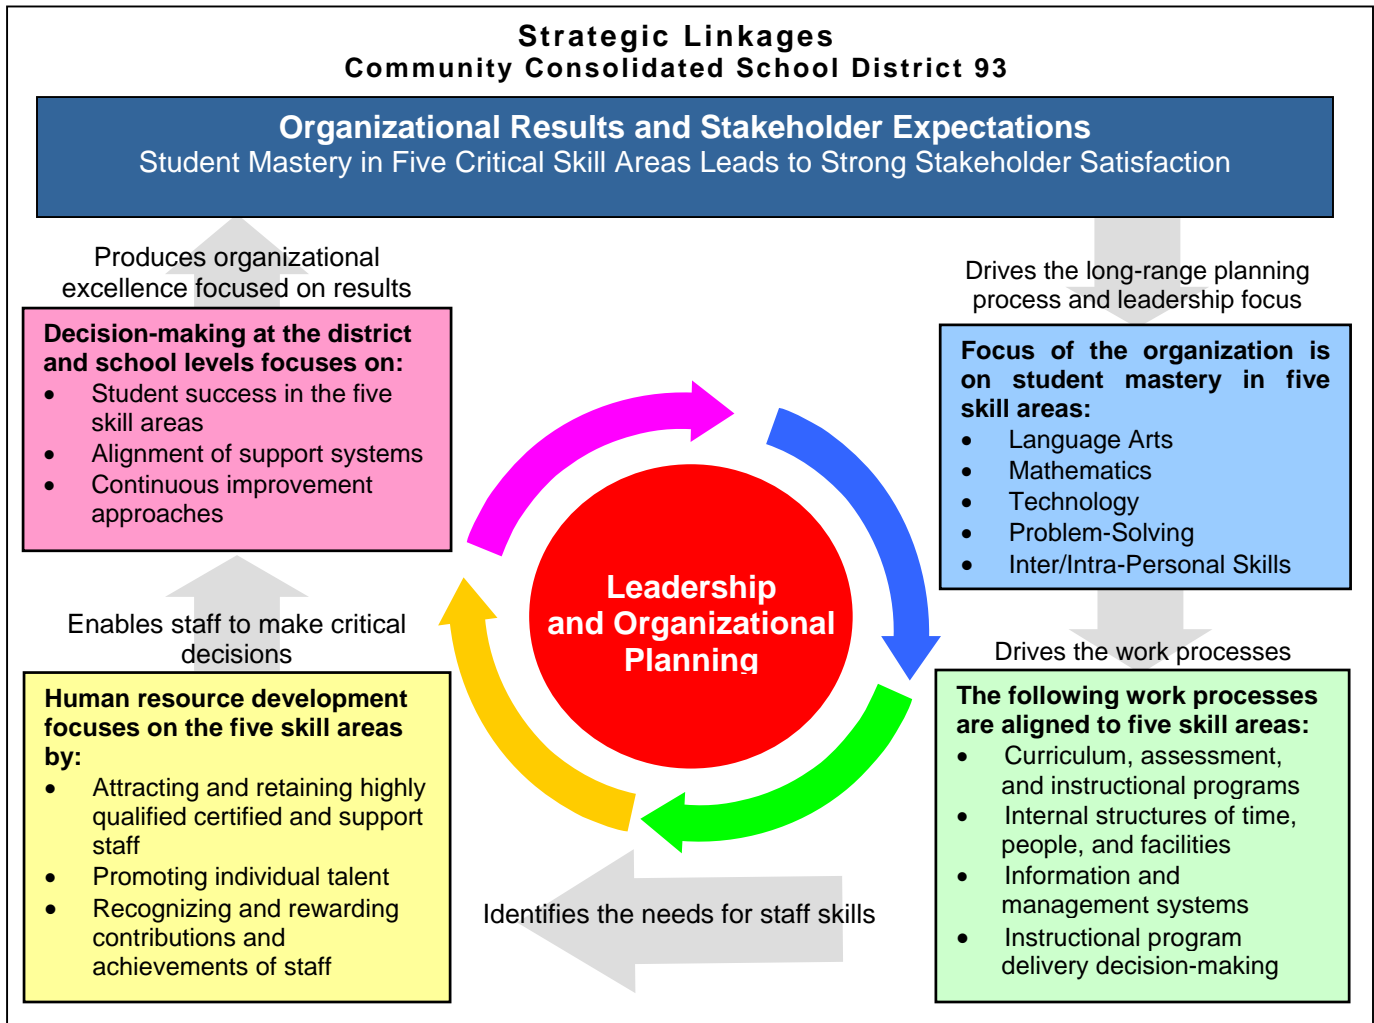 Strategic Linkages
Community Consolidated School District 93
Organizational Results and Stakeholder Expectations
Student Mastery in Five Critical Skill Areas Leads to Strong Stakeholder Satisfaction
Produces organizational
excellence focused on results
Drives the long-range planning
process and leadership focus
Decision-making at the district
and school levels focuses on:
• Student success in the five
skill areas
• Alignment of support systems
• Continuous improvement
approaches
Focus of the organization is
on student mastery in five
skill areas:
• Language Arts
• Mathematics
• Technology
• Problem-Solving
• Inter/Intra-Personal Skills
Leadership
and Organizational
Planning
Enables staff to make critical
decisions
Drives the work processes
Human resource development
focuses on the five skill areas
by:
• Attracting and retaining highly
qualified certified and support
staff
• Promoting individual talent
• Recognizing and rewarding
contributions and
achievements of staff
The following work processes
are aligned to five skill areas:
• Curriculum, assessment,
and instructional programs
• Internal structures of time,
people, and facilities
• Information and
management systems
• Instructional program
delivery decision-making
Identifies the needs for staff skills